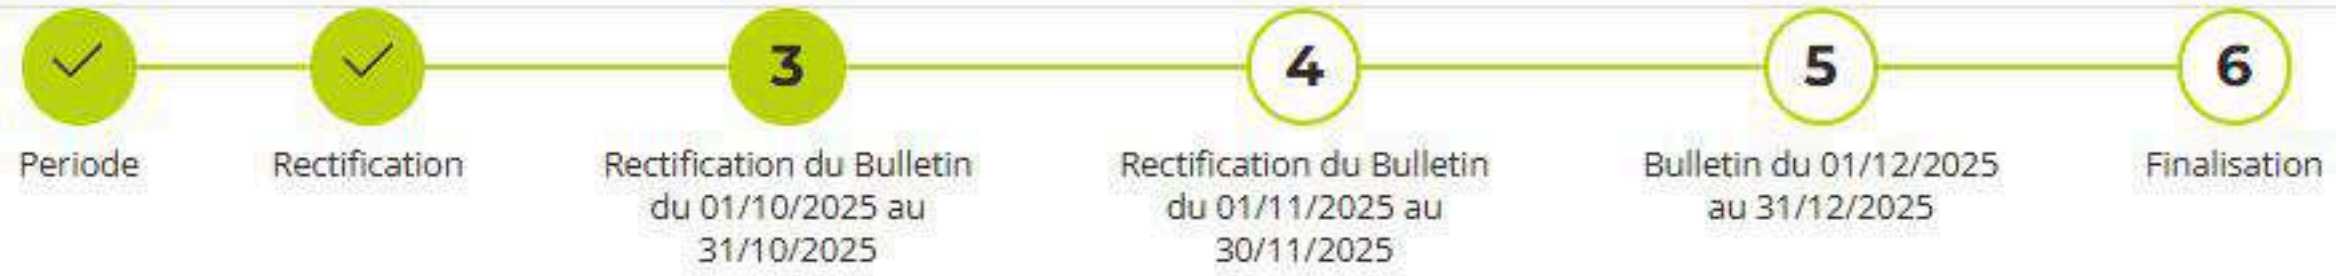 3
4
5
6
Periode
Rectification
Rectification du Bulletin
du 01/10/2025 au
31/10/2025
Rectification du Bulletin
du 01/11/2025 au
30/11/2025
Bulletin du 01/12/2025
au 31/12/2025
Finalisation